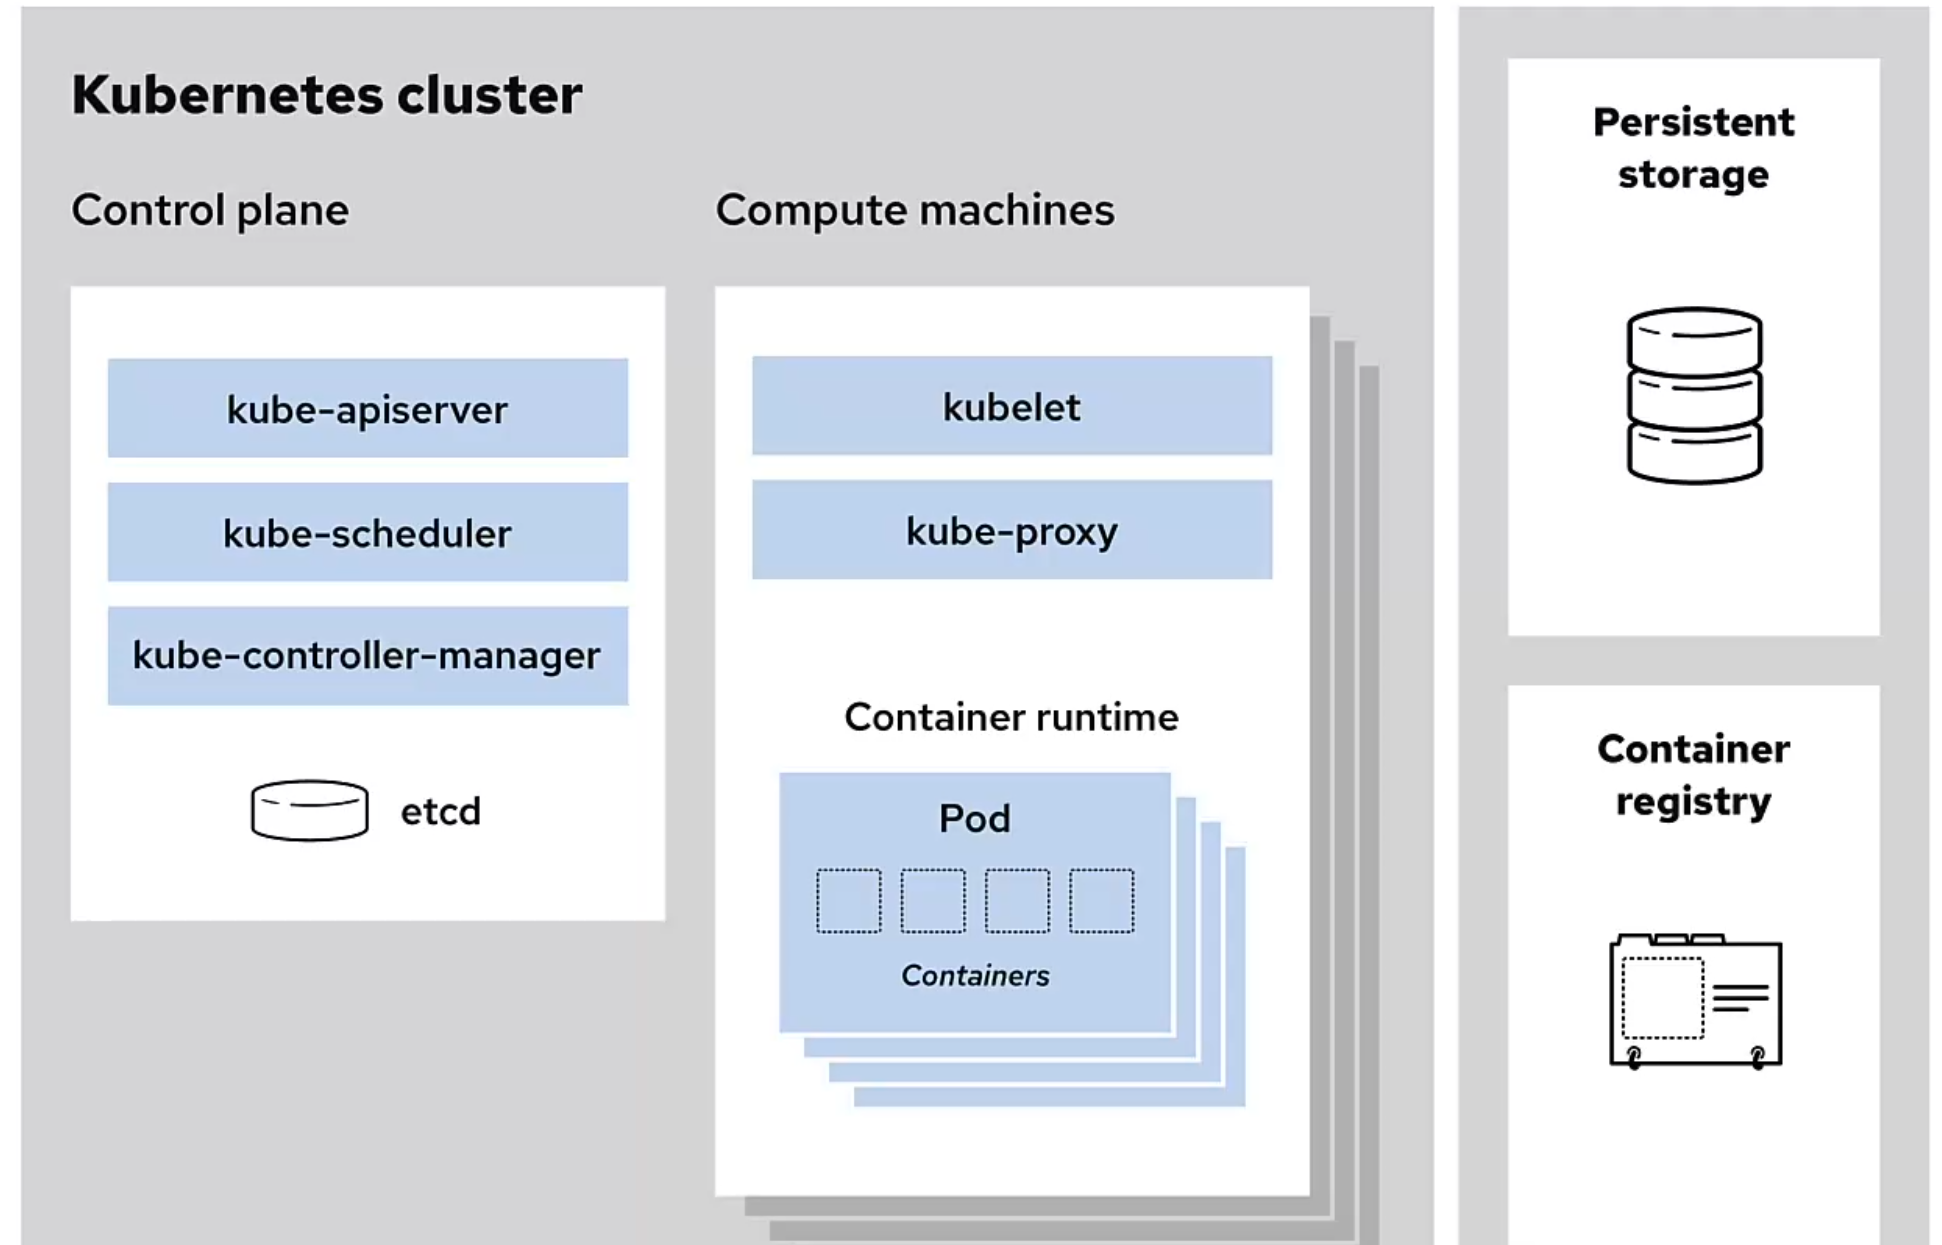 Kubernetes cluster
Control plane
kube-apiserver
kube-scheduler
kube-controller-manager
etcd
Compute machines
kubelet
kube-proxy
Container runtime
Pod
Containers
Persistent
storage
Container
registry